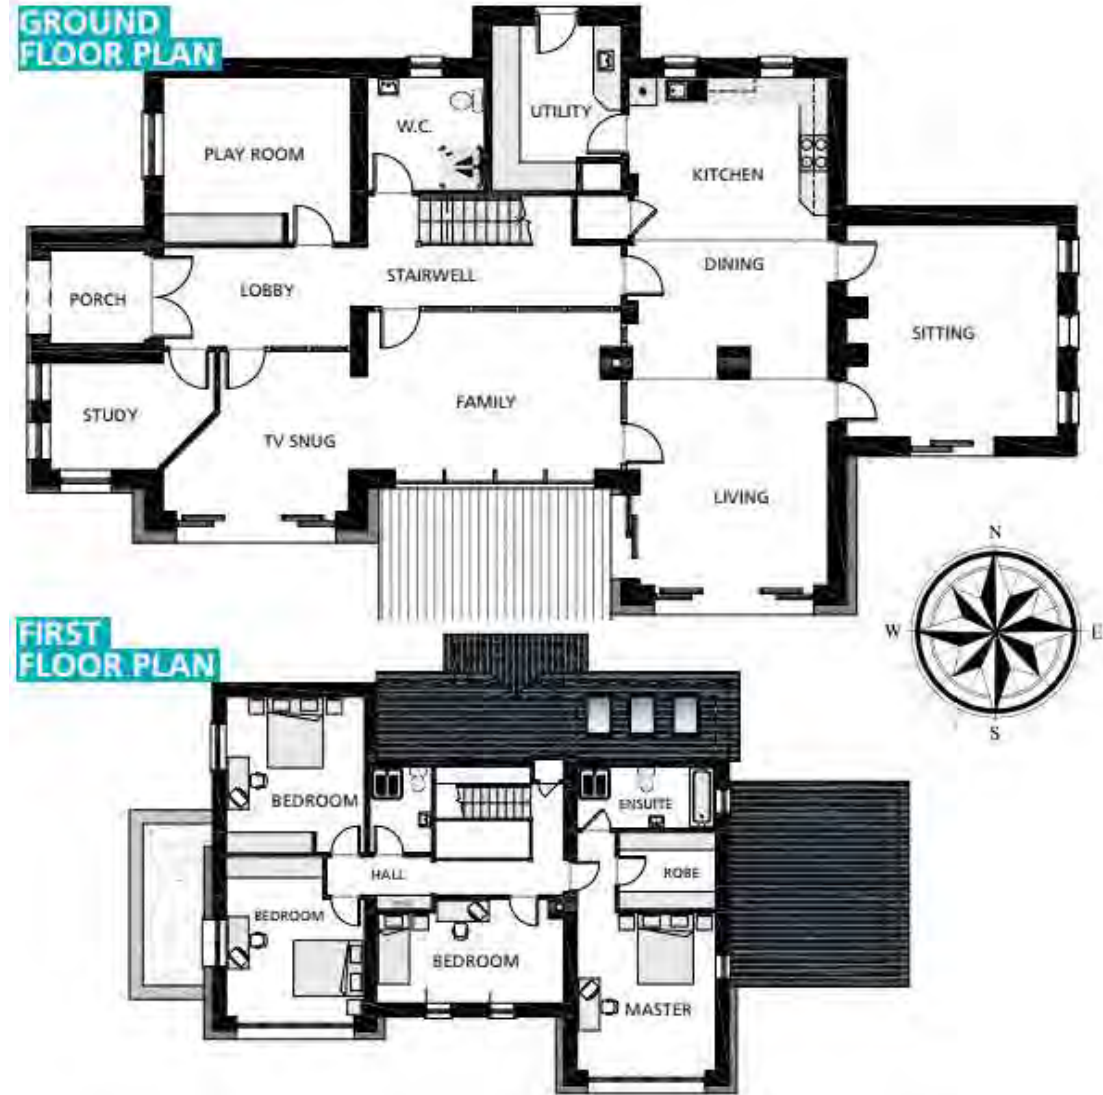 GROUND
FLOOR PLAN
UTILITY
W.C.
PLAY ROOM
KITCHEN
DINING
STAIRWELL
LOBBY
PORCH
SITTING
FAMILY
STUDY
TV SNUG
LIVING
N
W
E
S
FIRST
FLOOR PLAN
BEDROOM
ENSUITE
HALL
ROBE
BEDROOM
BEDROOM
MASTER